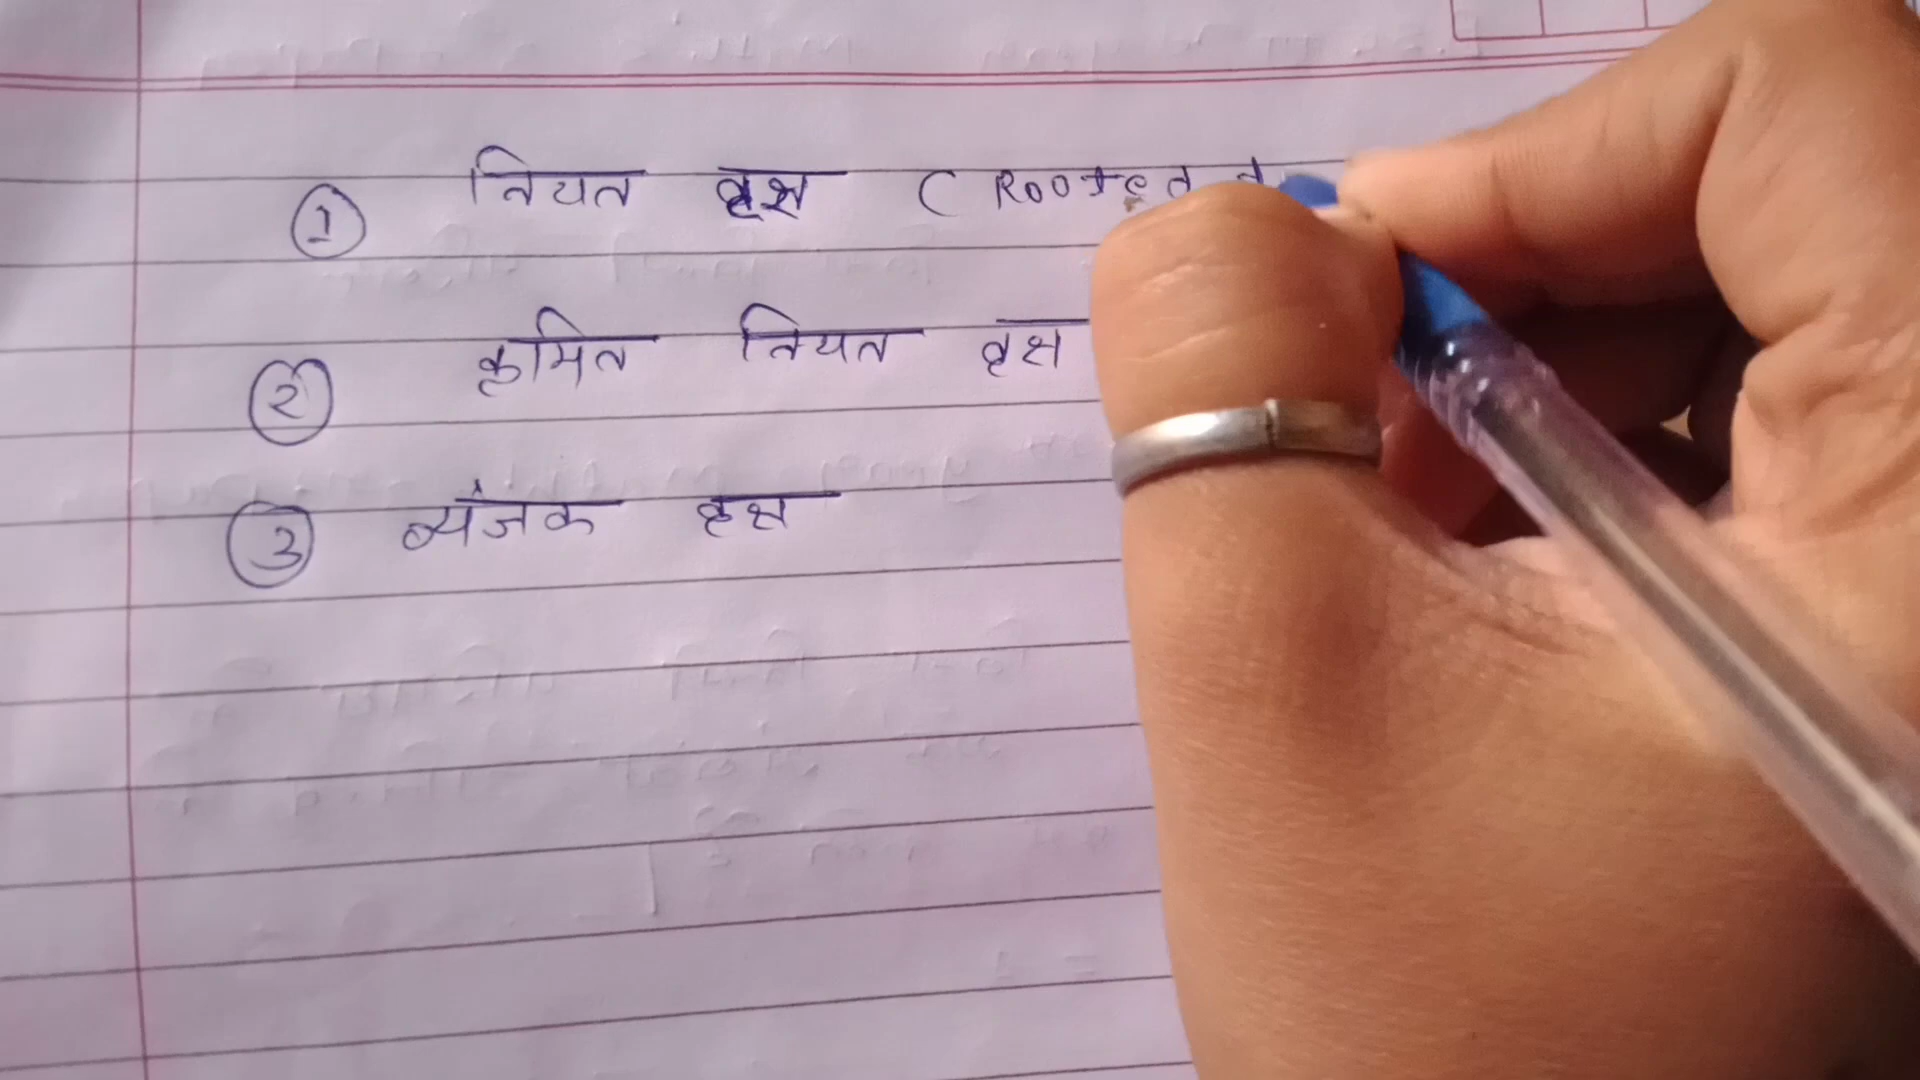 ① नियत वृक्ष ( Rooted
② क्रमित नियत वृक्ष
③ व्यंजक वृक्ष